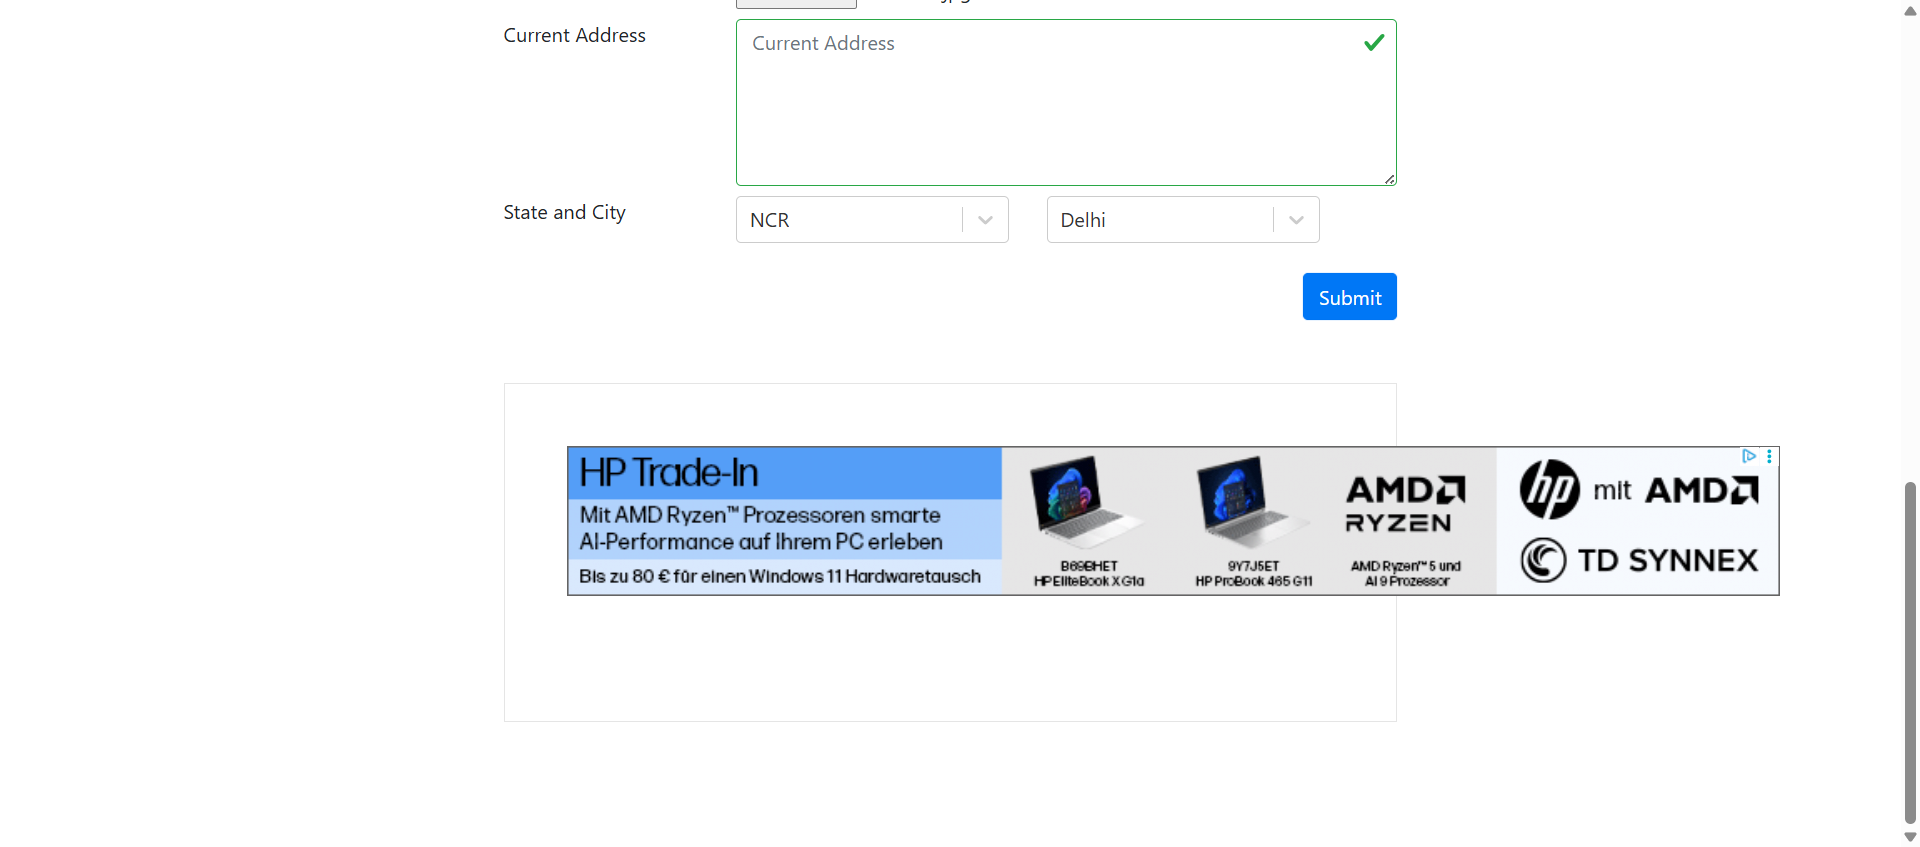 Current Address
Current Address
State and City
NCR
Delhi
Submit
HP Trade-In
Mit AMD Ryzen™ Prozessoren smarte
AI-Performance auf Ihrem PC erleben
Bis zu 80 € für einen Windows 11 Hardwaretausch
B69BHET
HP EliteBook X G1a
9Y7J5ET
HP ProBook 465 G11
AMD
RYZEN
AMD Ryzen™ 5 und
AI 9 Prozessor
hp mit AMD
TD SYNNEX